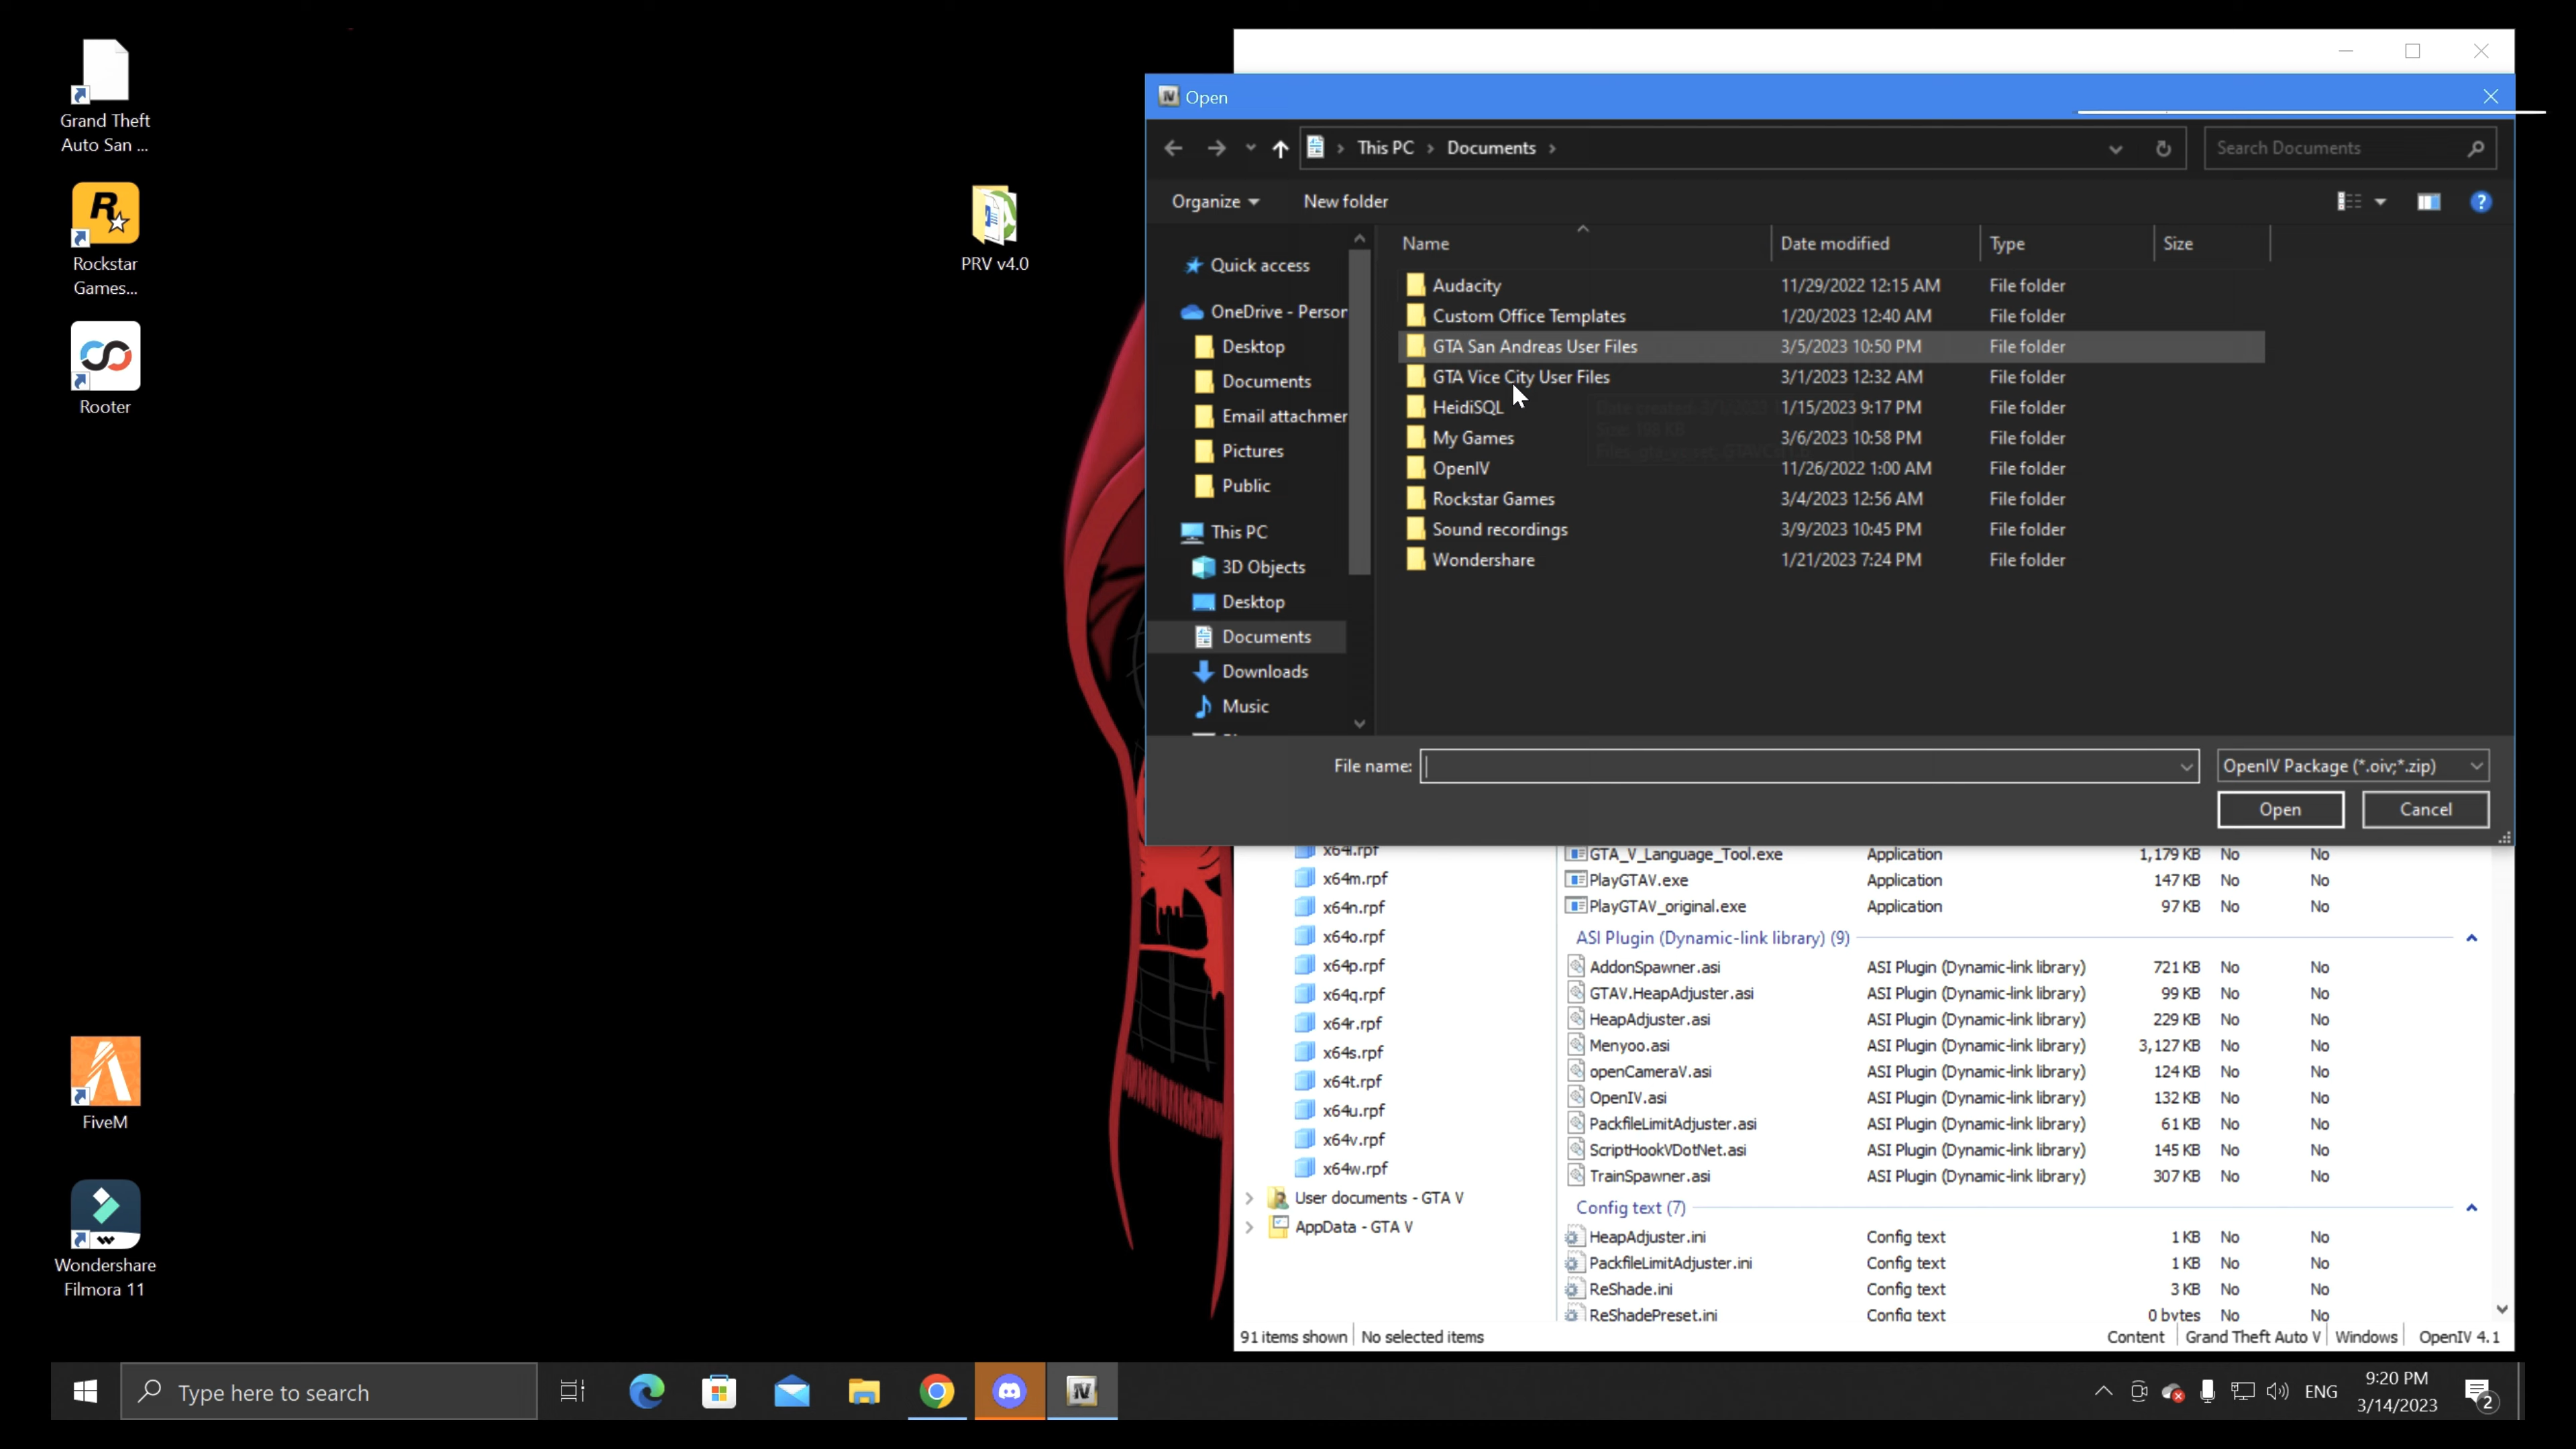 Grand Theft
Auto San ...
Rockstar
Games...
Rooter
FiveM
Wondershare
Filmora 11
PRV v4.0
Open
This PC
Documents
Search Documents
Organize
New folder
Quick access
OneDrive - Person
Desktop
Documents
Email attachmer
Pictures
Public
This PC
3D Objects
Desktop
Documents
Downloads
Music
Name Date modified Type Size
Audacity 11/29/2022 12:15 AM File folder
Custom Office Templates 1/20/2023 12:40 AM File folder
GTA San Andreas User Files 3/5/2023 10:50 PM File folder
GTA Vice City User Files 3/1/2023 12:32 AM File folder
HeidiSQL 1/15/2023 9:17 PM File folder
My Games 3/6/2023 10:58 PM File folder
OpenIV 11/26/2022 1:00 AM File folder
Rockstar Games 3/4/2023 12:56 AM File folder
Sound recordings 3/9/2023 10:45 PM File folder
Wondershare 1/21/2023 7:24 PM File folder
File name:
OpenIV Package (*.oiv;*.zip)
Open
Cancel
x64l.rpf
x64m.rpf
x64n.rpf
x64o.rpf
x64p.rpf
x64q.rpf
x64r.rpf
x64s.rpf
x64t.rpf
x64u.rpf
x64v.rpf
x64w.rpf
User documents - GTA V
AppData - GTA V
GTA_V_Language_Tool.exe Application 1,179 KB No No
PlayGTAV.exe Application 147 KB No No
PlayGTAV_original.exe Application 97 KB No No
ASI Plugin (Dynamic-link library) (9)
AddonSpawner.asi ASI Plugin (Dynamic-link library) 721 KB No No
GTAV.HeapAdjuster.asi ASI Plugin (Dynamic-link library) 99 KB No No
HeapAdjuster.asi ASI Plugin (Dynamic-link library) 229 KB No No
Menyoo.asi ASI Plugin (Dynamic-link library) 3,127 KB No No
openCameraV.asi ASI Plugin (Dynamic-link library) 124 KB No No
OpenIV.asi ASI Plugin (Dynamic-link library) 132 KB No No
PackfileLimitAdjuster.asi ASI Plugin (Dynamic-link library) 61 KB No No
ScriptHookVDotNet.asi ASI Plugin (Dynamic-link library) 145 KB No No
TrainSpawner.asi ASI Plugin (Dynamic-link library) 307 KB No No
Config text (7)
HeapAdjuster.ini Config text 1 KB No No
PackfileLimitAdjuster.ini Config text 1 KB No No
ReShade.ini Config text 3 KB No No
ReShadePreset.ini Config text 0 bytes No No
91 items shown No selected items Content Grand Theft Auto V Windows OpenIV 4.1
Type here to search
ENG
9:20 PM
3/14/2023
2